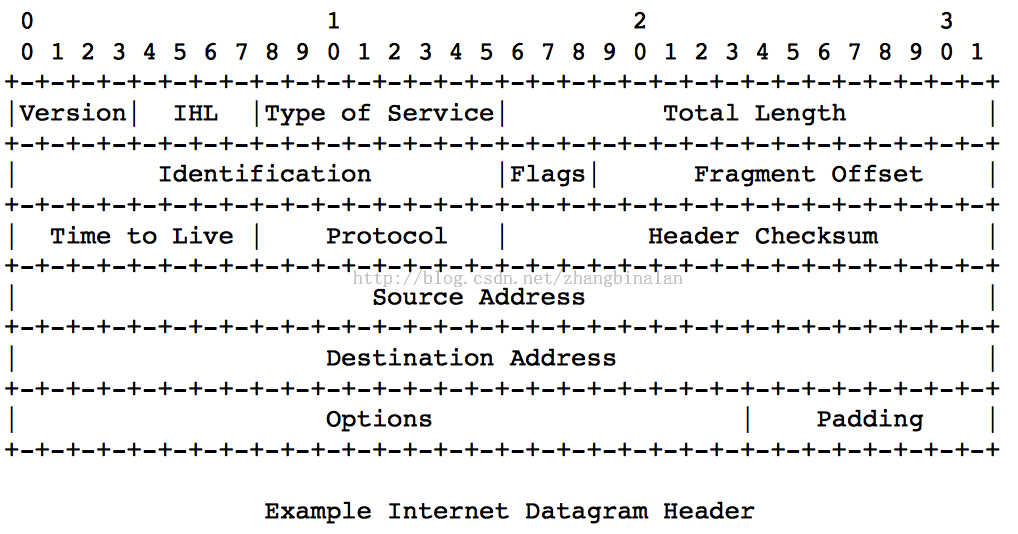 0                   1                   2                   3
 0 1 2 3 4 5 6 7 8 9 0 1 2 3 4 5 6 7 8 9 0 1 2 3 4 5 6 7 8 9 0 1
+-+-+-+-+-+-+-+-+-+-+-+-+-+-+-+-+-+-+-+-+-+-+-+-+-+-+-+-+-+-+-+-+
|Version|  IHL  |Type of Service|          Total Length         |
+-+-+-+-+-+-+-+-+-+-+-+-+-+-+-+-+-+-+-+-+-+-+-+-+-+-+-+-+-+-+-+-+
|         Identification        |Flags|      Fragment Offset    |
+-+-+-+-+-+-+-+-+-+-+-+-+-+-+-+-+-+-+-+-+-+-+-+-+-+-+-+-+-+-+-+-+
|  Time to Live |    Protocol   |         Header Checksum       |
+-+-+-+-+-+-+-+-+-+-+-+-+-+-+-+-+-+-+-+-+-+-+-+-+-+-+-+-+-+-+-+-+
http://blog.csdn.net/zhangbinalan
|                       Source Address                          |
+-+-+-+-+-+-+-+-+-+-+-+-+-+-+-+-+-+-+-+-+-+-+-+-+-+-+-+-+-+-+-+-+
|                    Destination Address                        |
+-+-+-+-+-+-+-+-+-+-+-+-+-+-+-+-+-+-+-+-+-+-+-+-+-+-+-+-+-+-+-+-+
|                    Options                    |    Padding    |
+-+-+-+-+-+-+-+-+-+-+-+-+-+-+-+-+-+-+-+-+-+-+-+-+-+-+-+-+-+-+-+-+
Example Internet Datagram Header